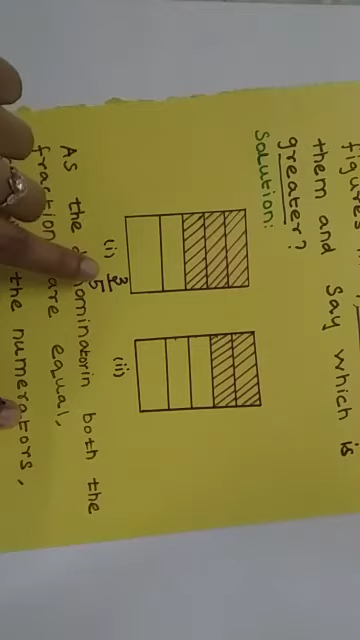 figures
them and say which is
greater?
Solution:
(i) 3/5 (ii)
As the denominator in both the
fraction are equal,
the numerators,